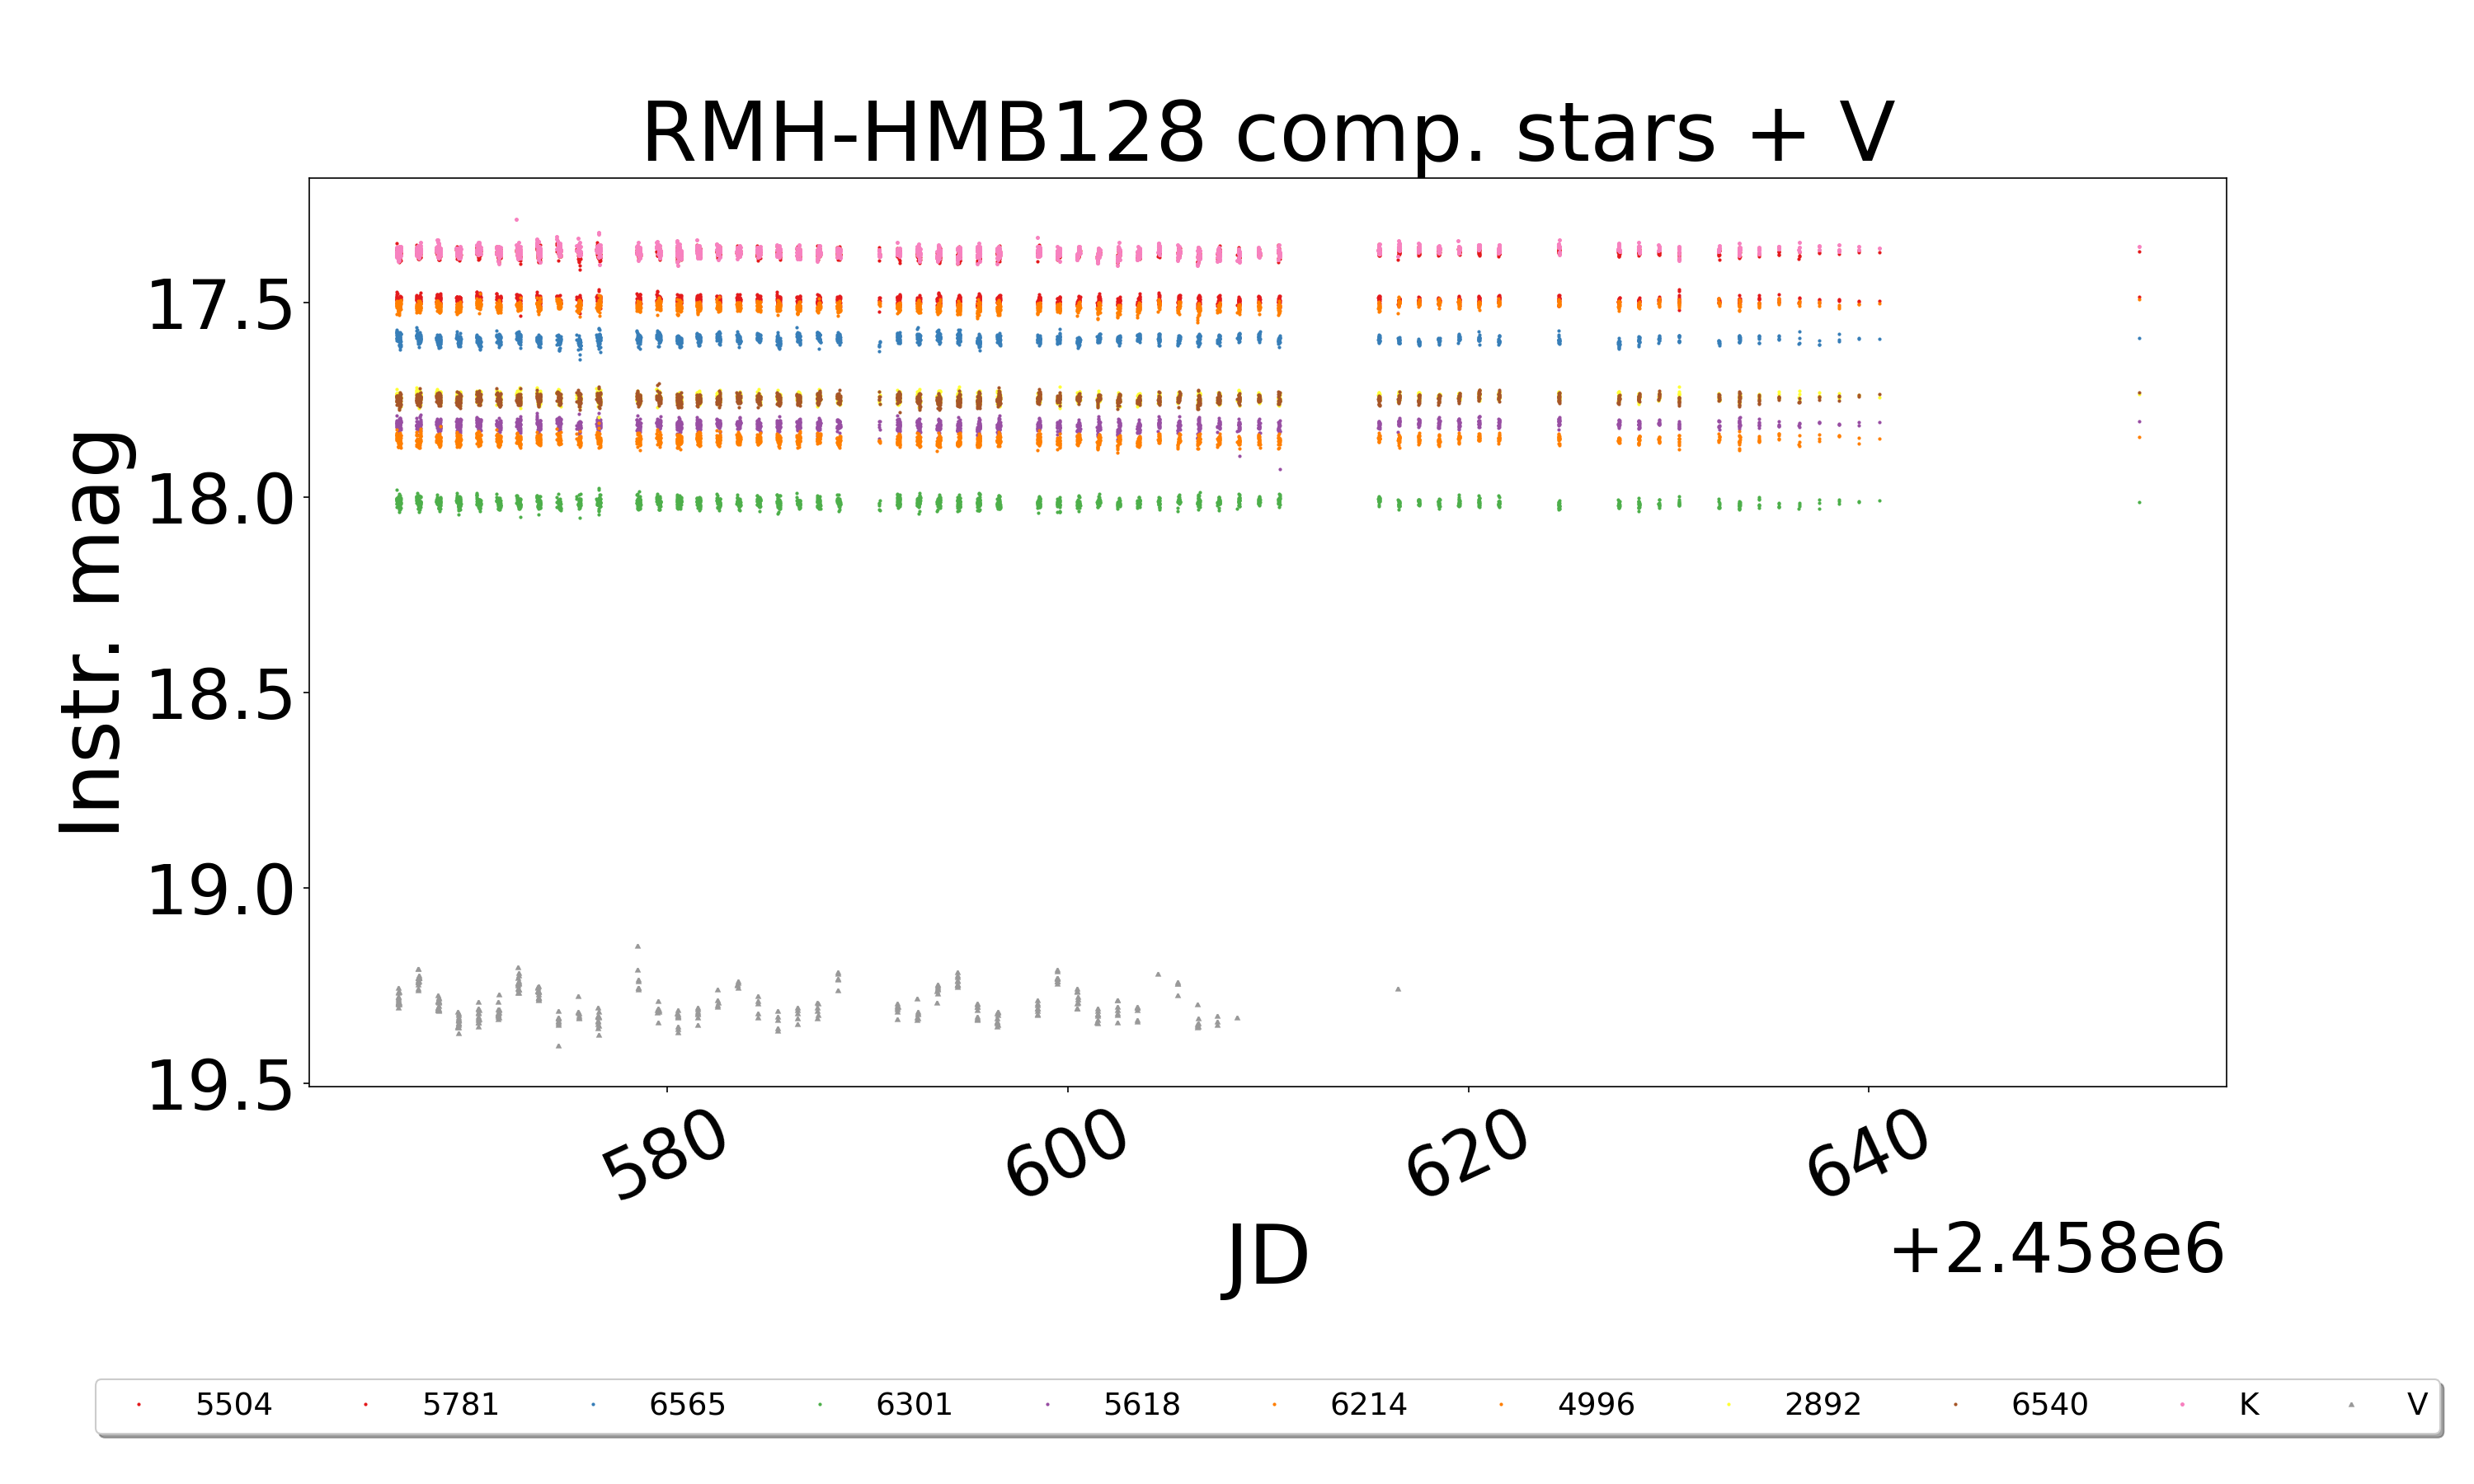 RMH-HMB128 comp. stars + V
Instr. mag
17.5
18.0
18.5
19.0
19.5
580 600 620 640
JD
+2.458e6
5504 5781 6565 6301 5618 6214 4996 2892 6540 K V